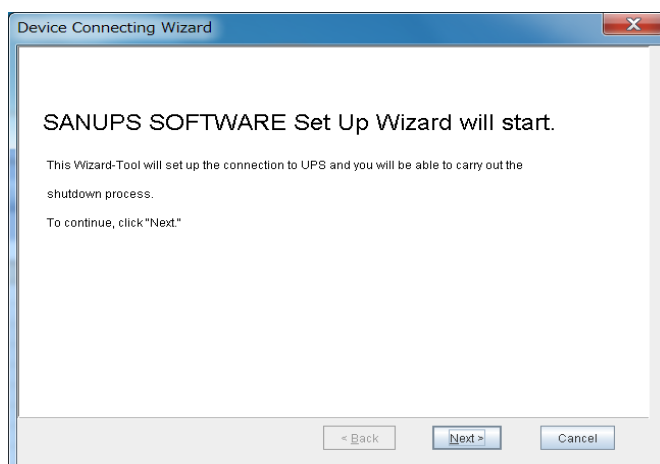 Device Connecting Wizard
X
SANUPS SOFTWARE Set Up Wizard will start.
This Wizard-Tool will set up the connection to UPS and you will be able to carry out the
shutdown process.
To continue, click "Next."
< Back
Next >
Cancel